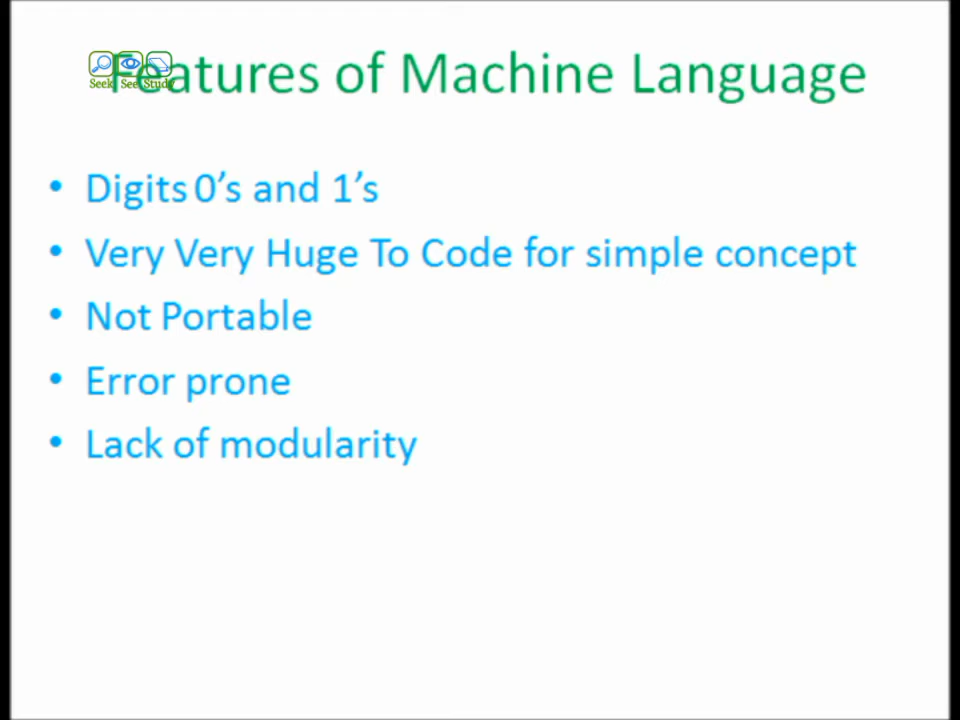 Features of Machine Language
Seek See Study
• Digits 0’s and 1’s
• Very Very Huge To Code for simple concept
• Not Portable
• Error prone
• Lack of modularity